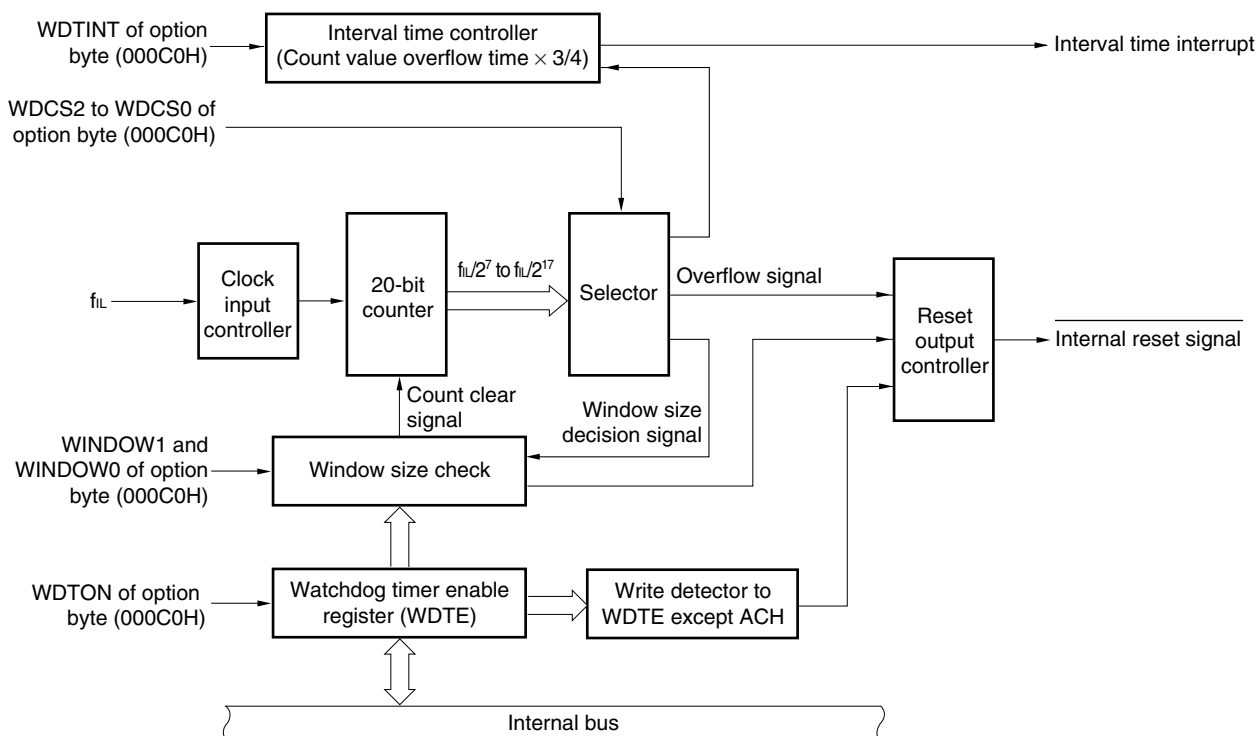 WDTINT of option
byte (000C0H)
Interval time controller
(Count value overflow time × 3/4)
Interval time interrupt
WDCS2 to WDCS0 of
option byte (000C0H)
fIL
Clock
input
controller
20-bit
counter
fIL/2⁷ to fIL/2¹⁷
Selector
Overflow signal
Reset
output
controller
Internal reset signal
Count clear
signal
Window size
decision signal
WINDOW1 and
WINDOW0 of option
byte (000C0H)
Window size check
WDTON of option
byte (000C0H)
Watchdog timer enable
register (WDTE)
Write detector to
WDTE except ACH
Internal bus